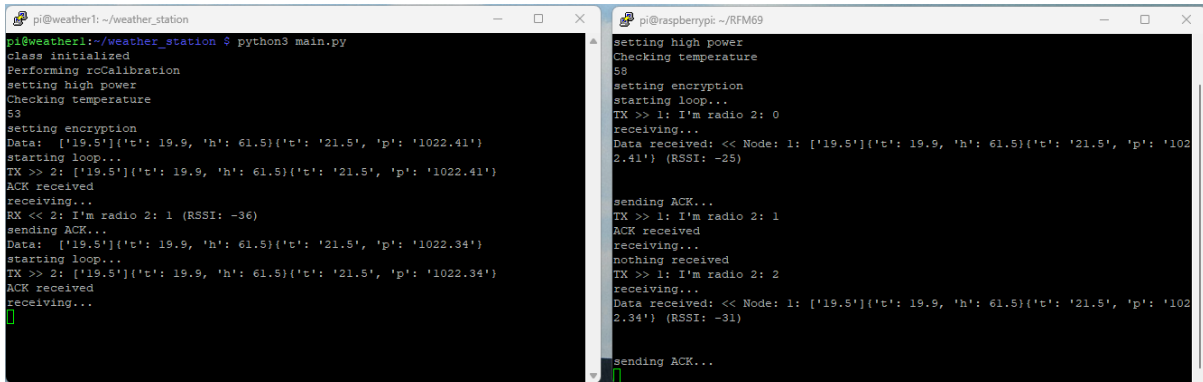 pi@weather1: ~/weather_station
pi@weather1:~/weather_station $ python3 main.py
class initialized
Performing rcCalibration
setting high power
Checking temperature
53
setting encryption
Data:  ['19.5']{'t': 19.9, 'h': 61.5}{'t': '21.5', 'p': '1022.41'}
starting loop...
TX >> 2: ['19.5']{'t': 19.9, 'h': 61.5}{'t': '21.5', 'p': '1022.41'}
ACK received
receiving...
RX << 2: I'm radio 2: 1 (RSSI: -36)
sending ACK...
Data:  ['19.5']{'t': 19.9, 'h': 61.5}{'t': '21.5', 'p': '1022.34'}
starting loop...
TX >> 2: ['19.5']{'t': 19.9, 'h': 61.5}{'t': '21.5', 'p': '1022.34'}
ACK received
receiving...
pi@raspberrypi: ~/RFM69
setting high power
Checking temperature
58
setting encryption
starting loop...
TX >> 1: I'm radio 2: 0
receiving...
Data received: << Node: 1: ['19.5']{'t': 19.9, 'h': 61.5}{'t': '21.5', 'p': '102
2.41'} (RSSI: -25)
sending ACK...
TX >> 1: I'm radio 2: 1
ACK received
receiving...
nothing received
TX >> 1: I'm radio 2: 2
receiving...
Data received: << Node: 1: ['19.5']{'t': 19.9, 'h': 61.5}{'t': '21.5', 'p': '102
2.34'} (RSSI: -31)
sending ACK...